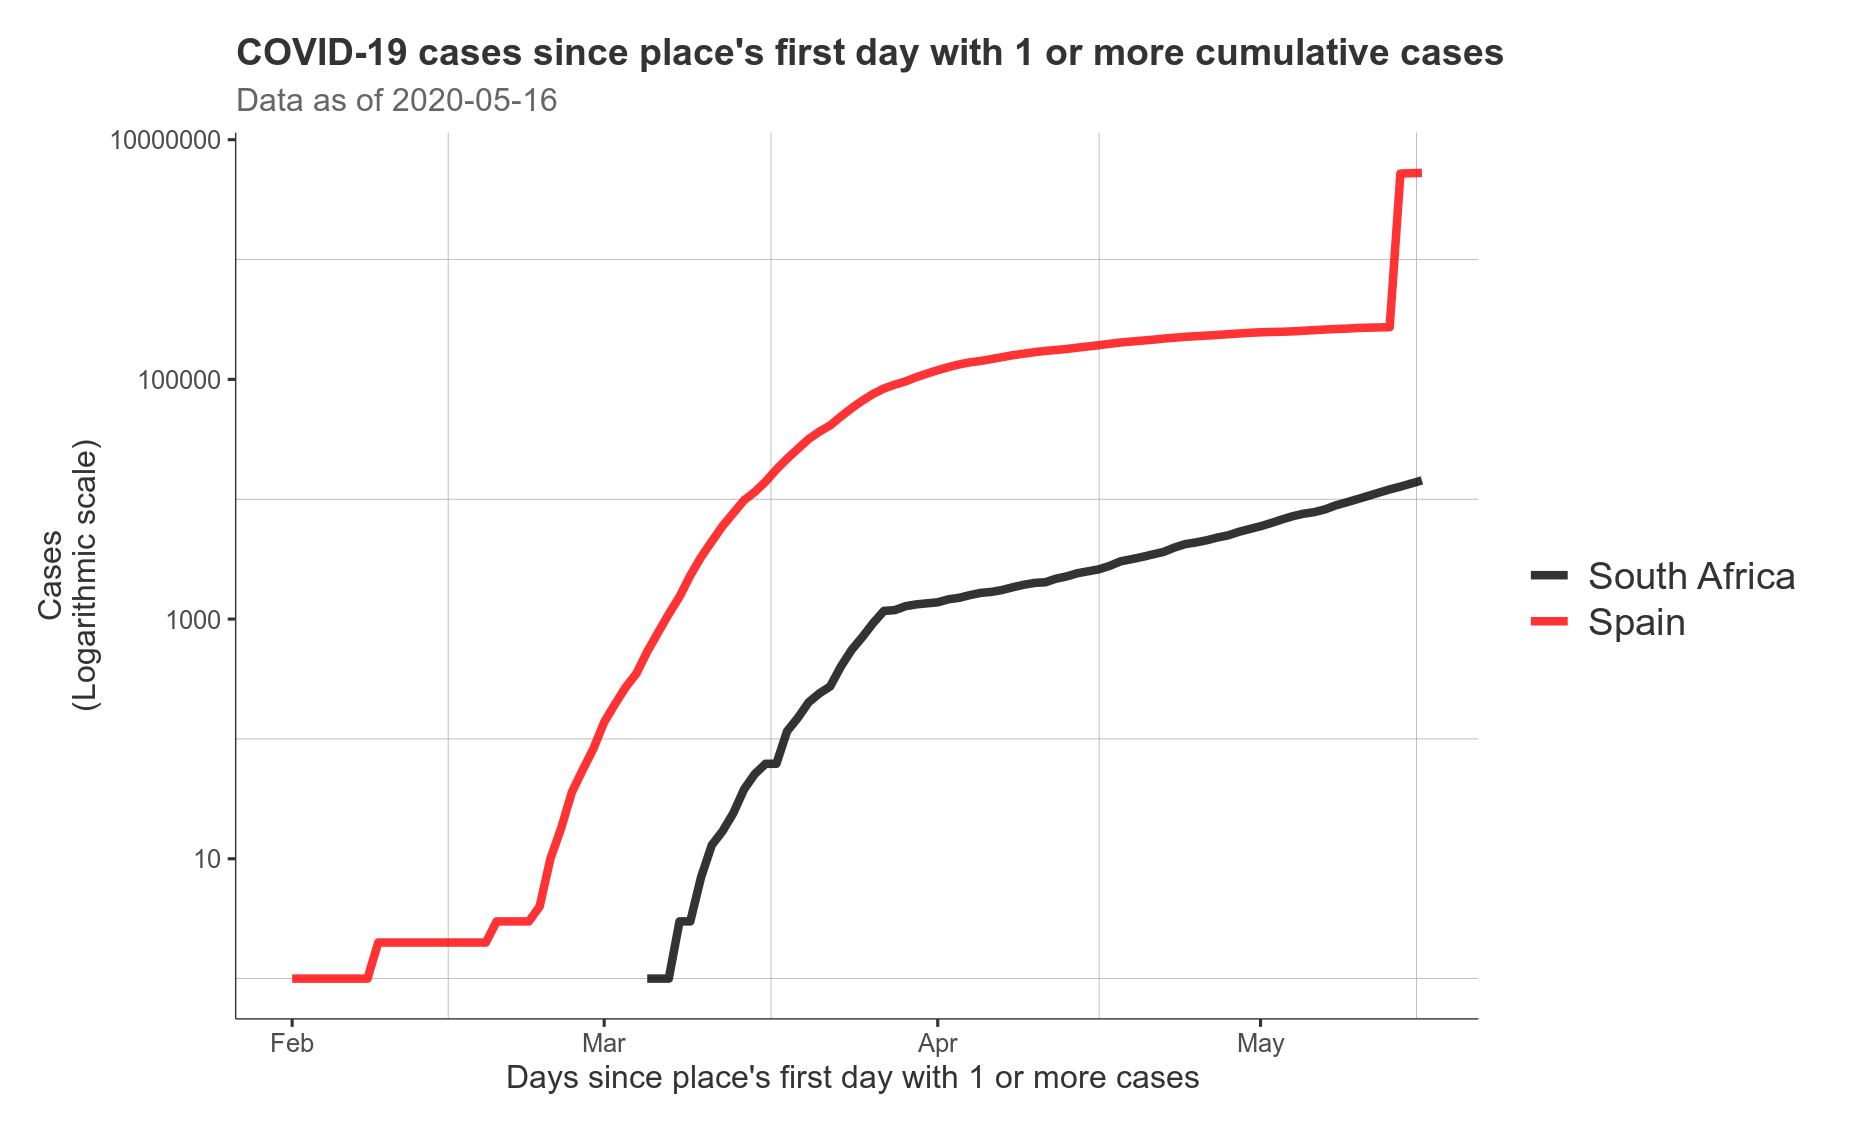 COVID-19 cases since place's first day with 1 or more cumulative cases
Data as of 2020-05-16
10000000
100000
1000
10
Cases
(Logarithmic scale)
Feb
Mar
Apr
May
Days since place's first day with 1 or more cases
South Africa
Spain